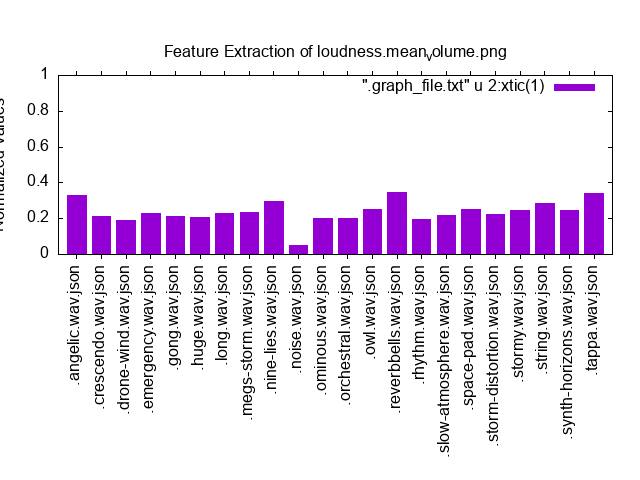 Feature Extraction of loudness.meanvolume.png
Normalized Values
1
0.8
0.6
0.4
0.2
0
".graph_file.txt" u 2:xtic(1)
.angelic.wav.json
.crescendo.wav.json
.drone-wind.wav.json
.emergency.wav.json
.gong.wav.json
.huge.wav.json
.long.wav.json
.megs-storm.wav.json
.nine-lies.wav.json
.noise.wav.json
.ominous.wav.json
.orchestral.wav.json
.owl.wav.json
.reverbbells.wav.json
.rhythm.wav.json
.slow-atmosphere.wav.json
.space-pad.wav.json
.storm-distortion.wav.json
.stormy.wav.json
.string.wav.json
.synth-horizons.wav.json
.tappa.wav.json